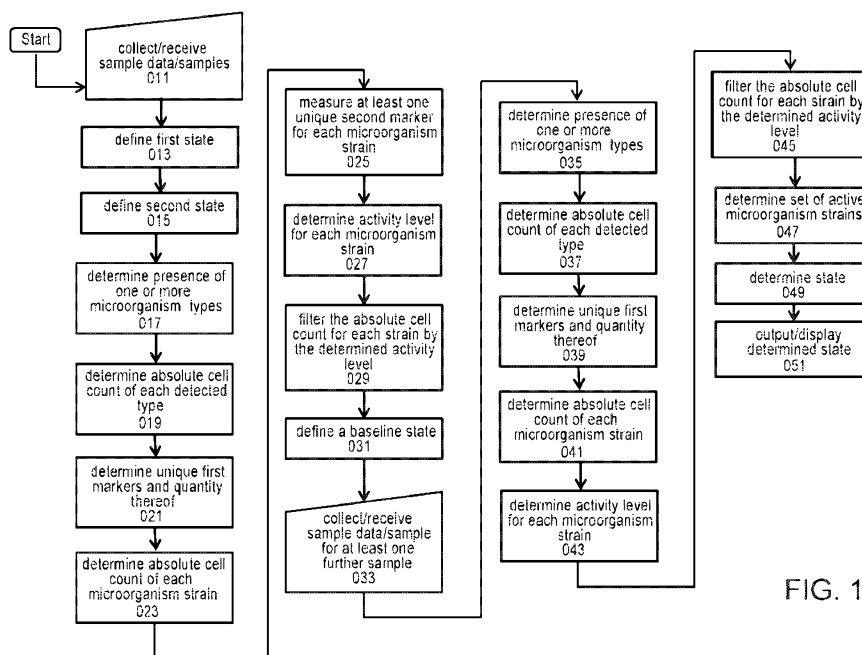 Start
collect/receive
sample data/samples
011
define first state
013
define second state
015
determine presence of
one or more
microorganism types
017
determine absolute cell
count of each detected
type
019
determine unique first
markers and quantity
thereof
021
determine absolute cell
count of each
microorganism strain
023
measure at least one
unique second marker
for each microorganism
strain
025
determine activity level
for each microorganism
strain
027
filter the absolute cell
count for each strain by
the determined activity
level
029
define a baseline state
031
collect/receive
sample data/sample
for at least one
further sample
033
determine presence of
one or more
microorganism types
035
determine absolute cell
count of each detected
type
037
determine unique first
markers and quantity
thereof
039
determine absolute cell
count of each
microorganism strain
041
determine activity level
for each microorganism
strain
043
filter the absolute cell
count for each strain by
the determined activity
level
045
determine set of active
microorganism strains
047
determine state
049
output/display
determined state
051
FIG. 1